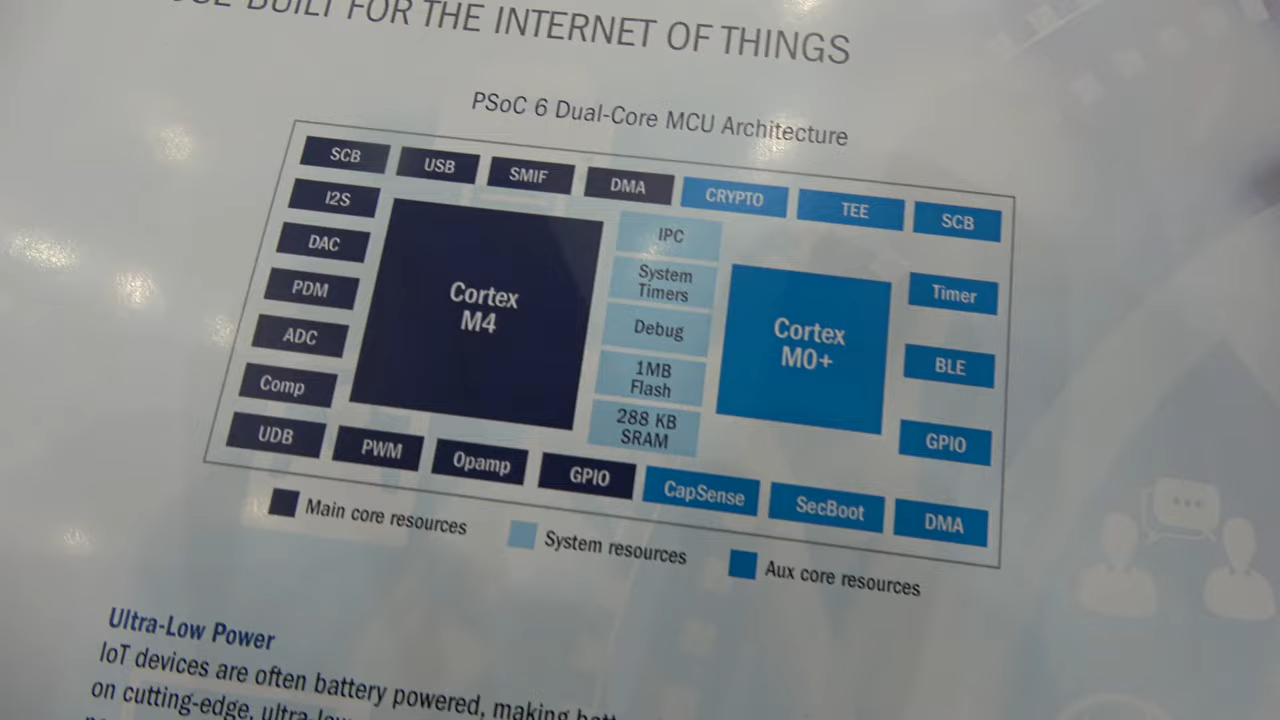 BUILT FOR THE INTERNET OF THINGS
PSoC 6 Dual-Core MCU Architecture
SCB
USB
SMIF
DMA
CRYPTO
TEE
SCB
I2S
DAC
PDM
ADC
Comp
UDB
Cortex
M4
IPC
System
Timers
Debug
1MB
Flash
288 KB
SRAM
Cortex
M0+
Timer
BLE
GPIO
PWM
Opamp
GPIO
CapSense
SecBoot
DMA
Main core resources
System resources
Aux core resources
Ultra-Low Power
IoT devices are often battery powered, making
on cutting-edge,